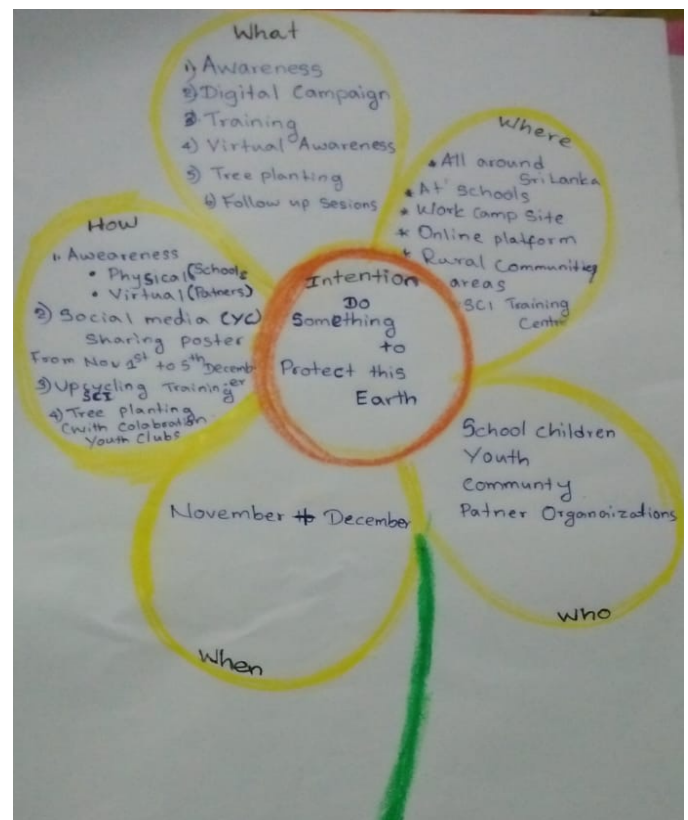 What
1) Awareness
2) Digital Campaign
3 Training
4) Virtual Awareness
5) Tree planting
6) Follow up Sesions
Where
* All around
Sri Lanka
* At Schools
* Work Camp Site
* Online platform
* Rural Communities
areas
SCI Training
Centr
How
1. Aweareness
• Physical (Schools
• Virtual (Patners)
2) Social media (YC)
Sharing poster
From Nov 1st to 5th Decemb
er
3) Upcycling Training
SCI
4) Tree Planting
(with Colabration
Youth Clubs
Intention
Do
Something
to
Protect this
Earth
School children
Youth
Communty
Patner Organaizations
Who
November December
When